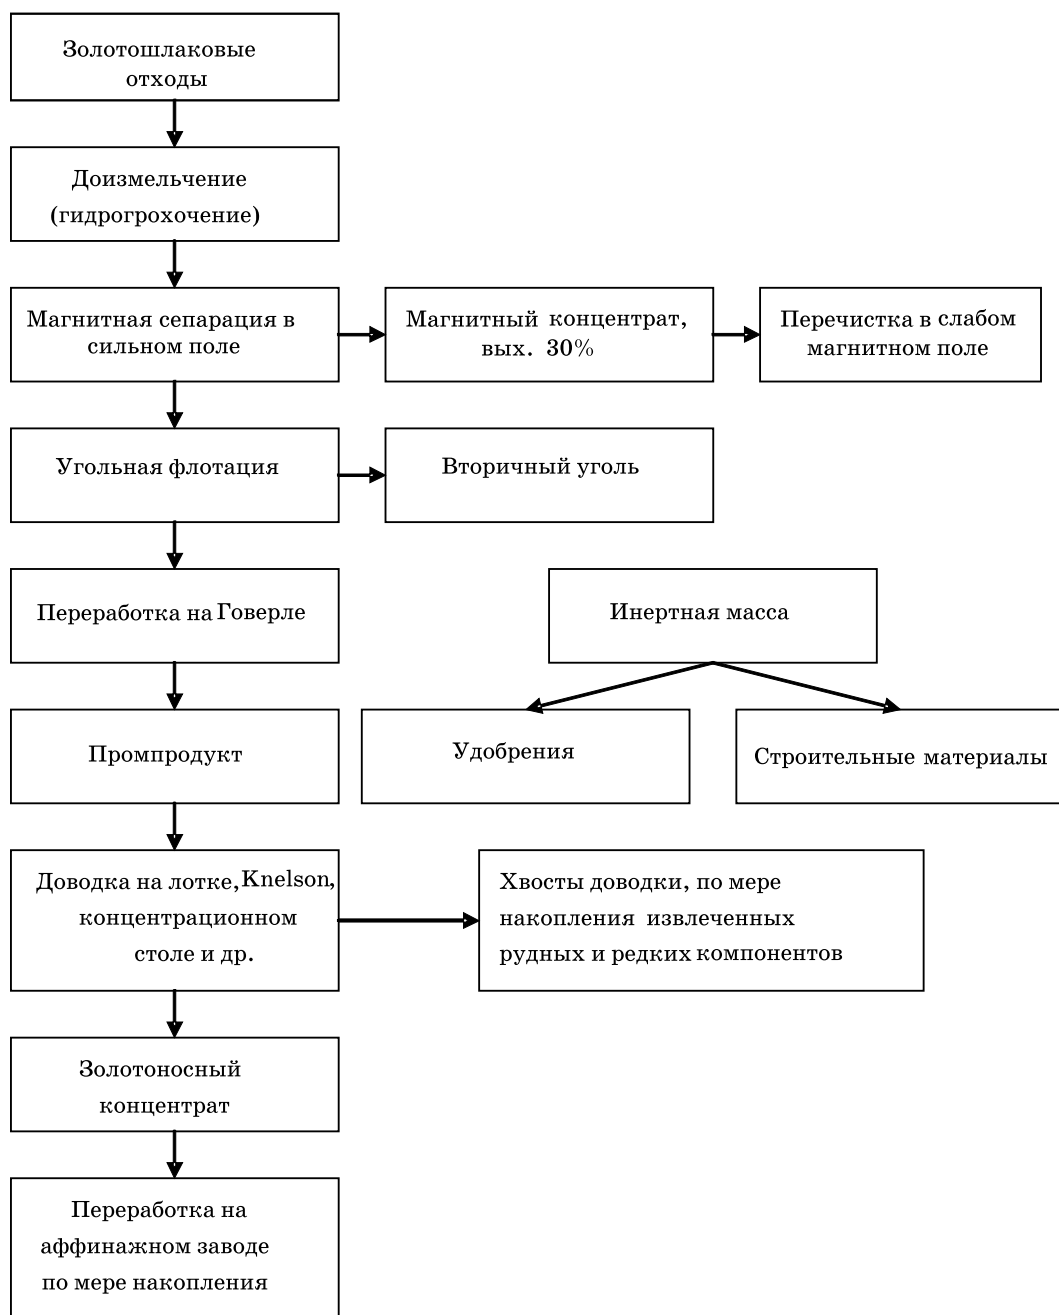 Золотошлаковые
отходы
Доизмельчение
(гидрогрохочение)
Магнитная сепарация в
сильном поле
Магнитный концентрат,
вых. 30%
Перечистка в слабом
магнитном поле
Угольная флотация
Вторичный уголь
Переработка на Говерле
Инертная масса
Промпродукт
Удобрения
Строительные материалы
Доводка на лотке, Knelson,
концентрационном
столе и др.
Хвосты доводки, по мере
накопления извлеченных
рудных и редких компонентов
Золотоносный
концентрат
Переработка на
аффинажном заводе
по мере накопления